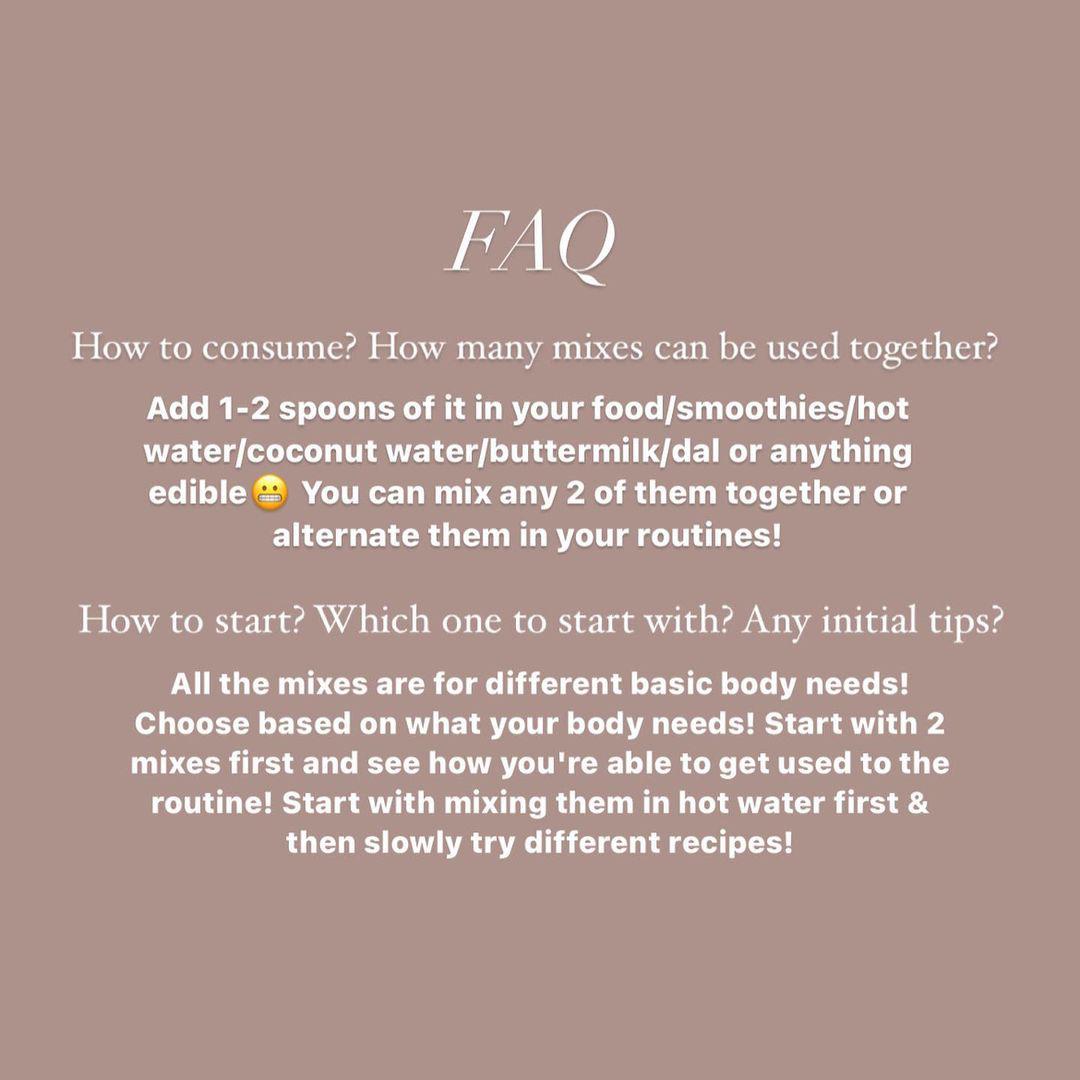 FAQ
How to consume? How many mixes can be used together?
Add 1-2 spoons of it in your food/smoothies/hot
water/coconut water/buttermilk/dal or anything
edible😬 You can mix any 2 of them together or
alternate them in your routines!
How to start? Which one to start with? Any initial tips?
All the mixes are for different basic body needs!
Choose based on what your body needs! Start with 2
mixes first and see how you're able to get used to the
routine! Start with mixing them in hot water first &
then slowly try different recipes!